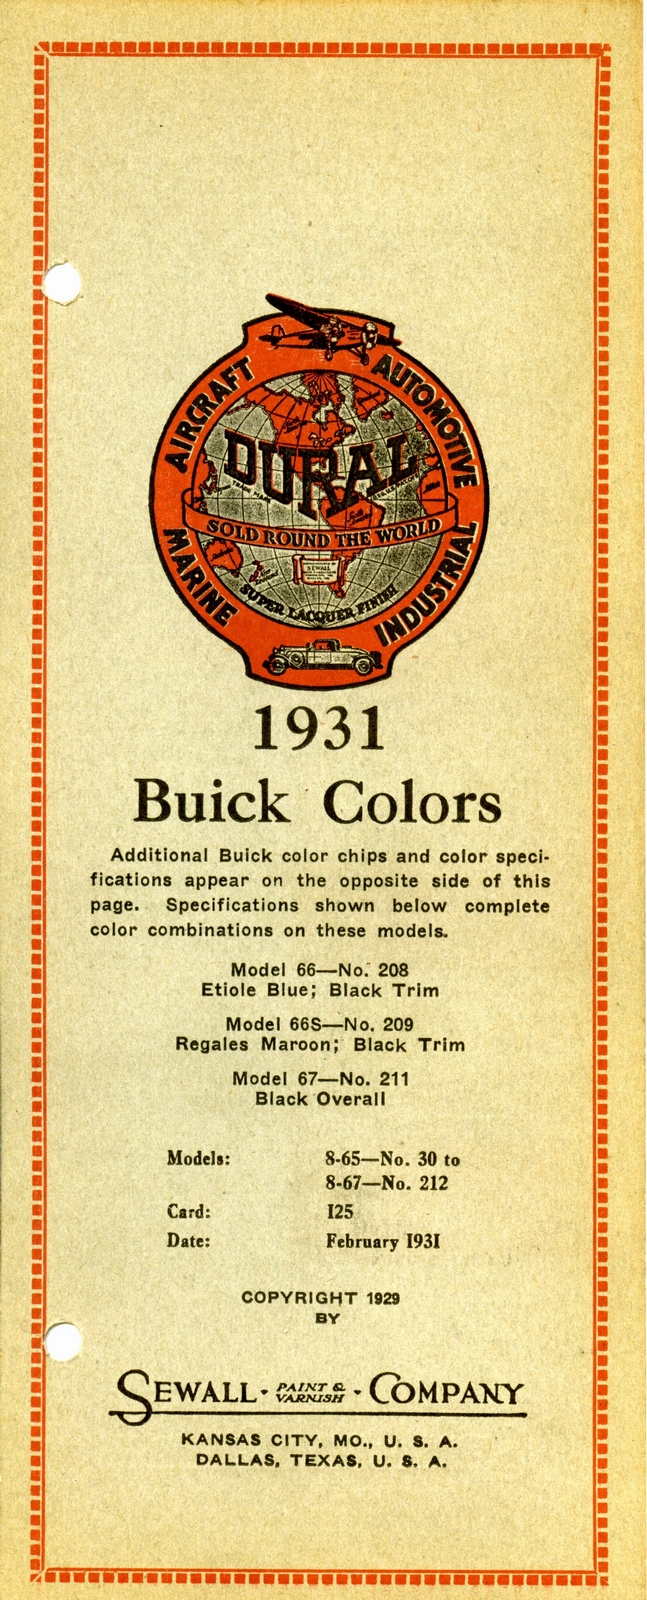 AIRCRAFT
AUTOMOTIVE
DURAL
TRADE MARK
SOLD ROUND THE WORLD
SEWALL
MARINE
INDUSTRIAL
SUPER LACQUER FINISH
1931
Buick Colors
Additional Buick color chips and color speci-
fications appear on the opposite side of this
page. Specifications shown below complete
color combinations on these models.
Model 66—No. 208
Etiole Blue; Black Trim
Model 66S—No. 209
Regales Maroon; Black Trim
Model 67—No. 211
Black Overall
Models: 8-65—No. 30 to
8-67—No. 212
Card: 125
Date: February 1931
COPYRIGHT 1929
BY
SEWALL · PAINT & VARNISH · COMPANY
KANSAS CITY, MO., U. S. A.
DALLAS, TEXAS, U. S. A.